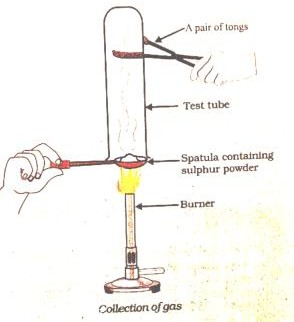 A pair of tongs
Test tube
Spatula containing
sulphur powder
Burner
Collection of gas